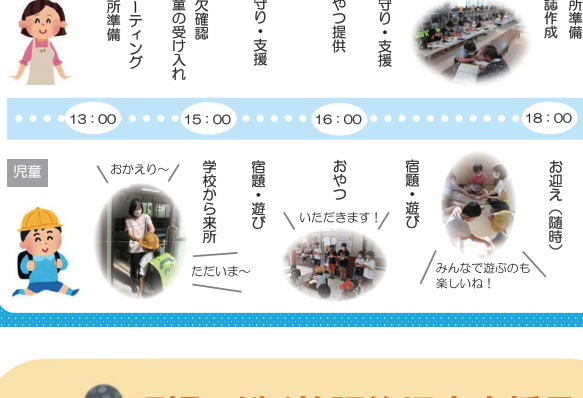 所準備
ーティング
童の受け入れ
欠確認
守り・支援
やつ提供
守り・支援
誌作成
所準備
13:00
15:00
16:00
18:00
児童
おかえり〜
学校から来所
ただいま〜
宿題・遊び
おやつ
いただきます!
宿題・遊び
みんなで遊ぶのも
楽しいね!
お迎え(随時)